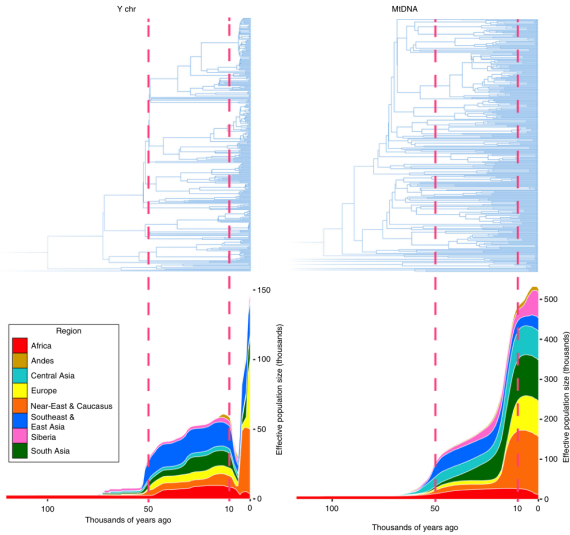 Y chr
MtDNA
150
100
50
0
Effective population size (thousands)
500
400
300
200
100
0
Effective population size (thousands)
Region
Africa
Andes
Central Asia
Europe
Near-East & Caucasus
Southeast &
East Asia
Siberia
South Asia
100
50
10
0
Thousands of years ago
100
50
10
0
Thousands of years ago